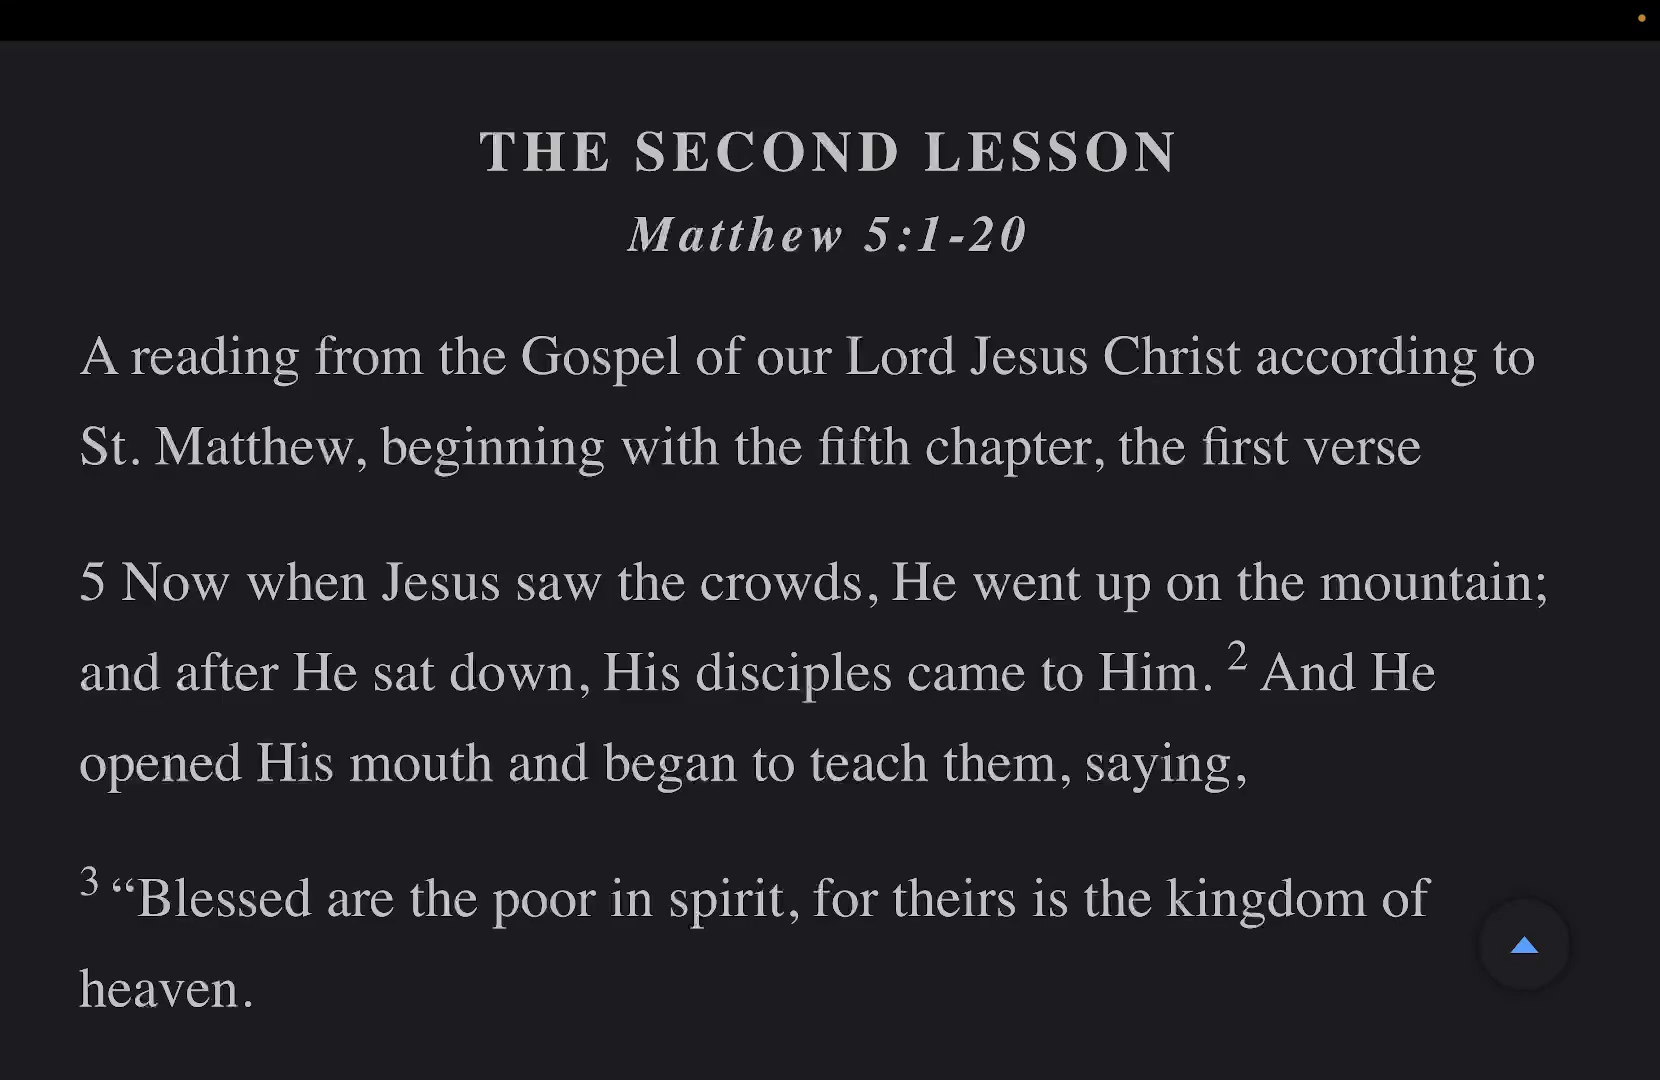 THE SECOND LESSON
Matthew 5:1-20
A reading from the Gospel of our Lord Jesus Christ according to
St. Matthew, beginning with the fifth chapter, the first verse
5 Now when Jesus saw the crowds, He went up on the mountain;
and after He sat down, His disciples came to Him. 2 And He
opened His mouth and began to teach them, saying,
3 “Blessed are the poor in spirit, for theirs is the kingdom of
heaven.